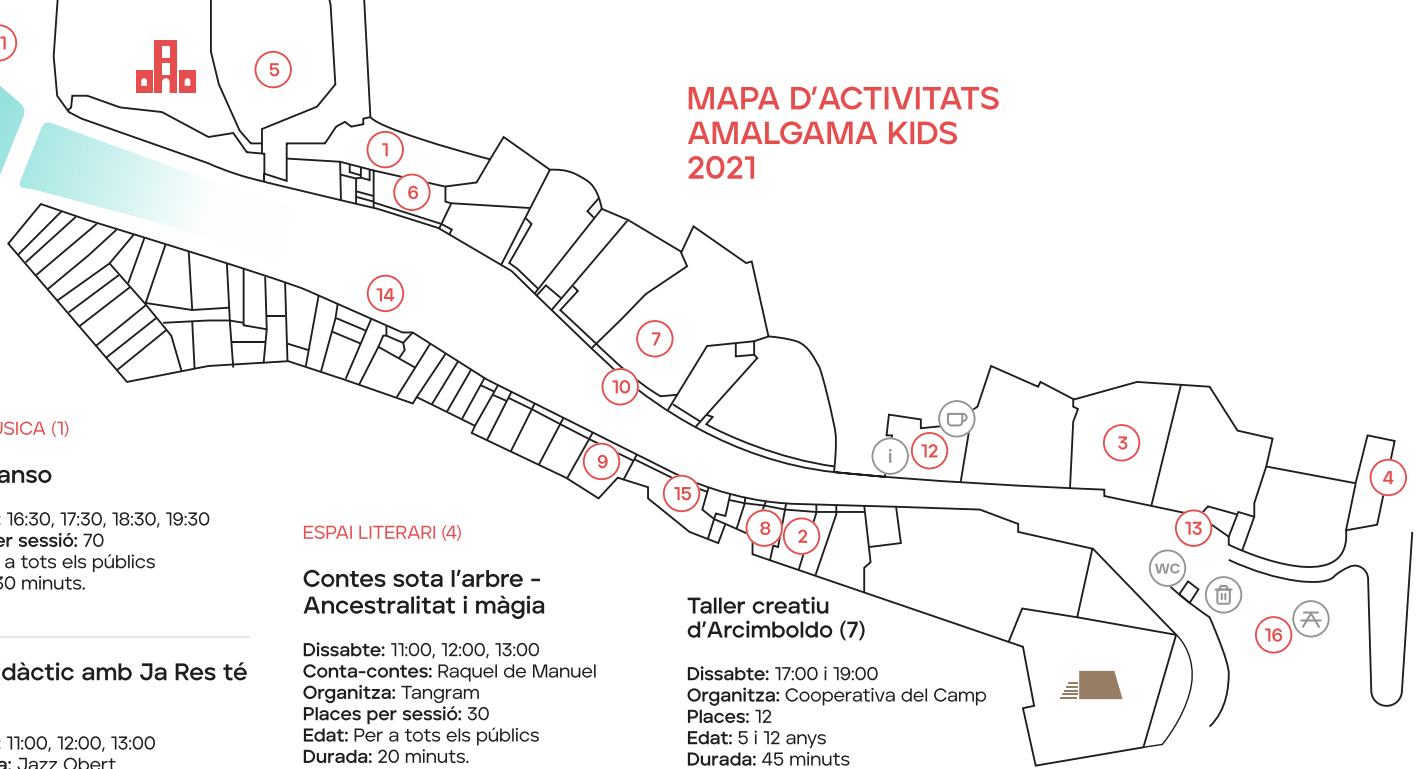 1
5
MAPA D'ACTIVITATS
AMALGAMA KIDS
2021
1
6
14
7
10
i
12
3
4
9
15
8
2
13
WC
16
(1)
: 16:30, 17:30, 18:30, 19:30
er sessió: 70
a tots els públics
30 minuts.
dàctic amb Ja Res té
: 11:00, 12:00, 13:00
a: Jazz Obert
ESPAI LITERARI (4)
Contes sota l'arbre -
Ancestralitat i màgia
Dissabte: 11:00, 12:00, 13:00
Conta-contes: Raquel de Manuel
Organitza: Tangram
Places per sessió: 30
Edat: Per a tots els públics
Durada: 20 minuts.
Taller creatiu
d'Arcimboldo (7)
Dissabte: 17:00 i 19:00
Organitza: Cooperativa del Camp
Places: 12
Edat: 5 i 12 anys
Durada: 45 minuts